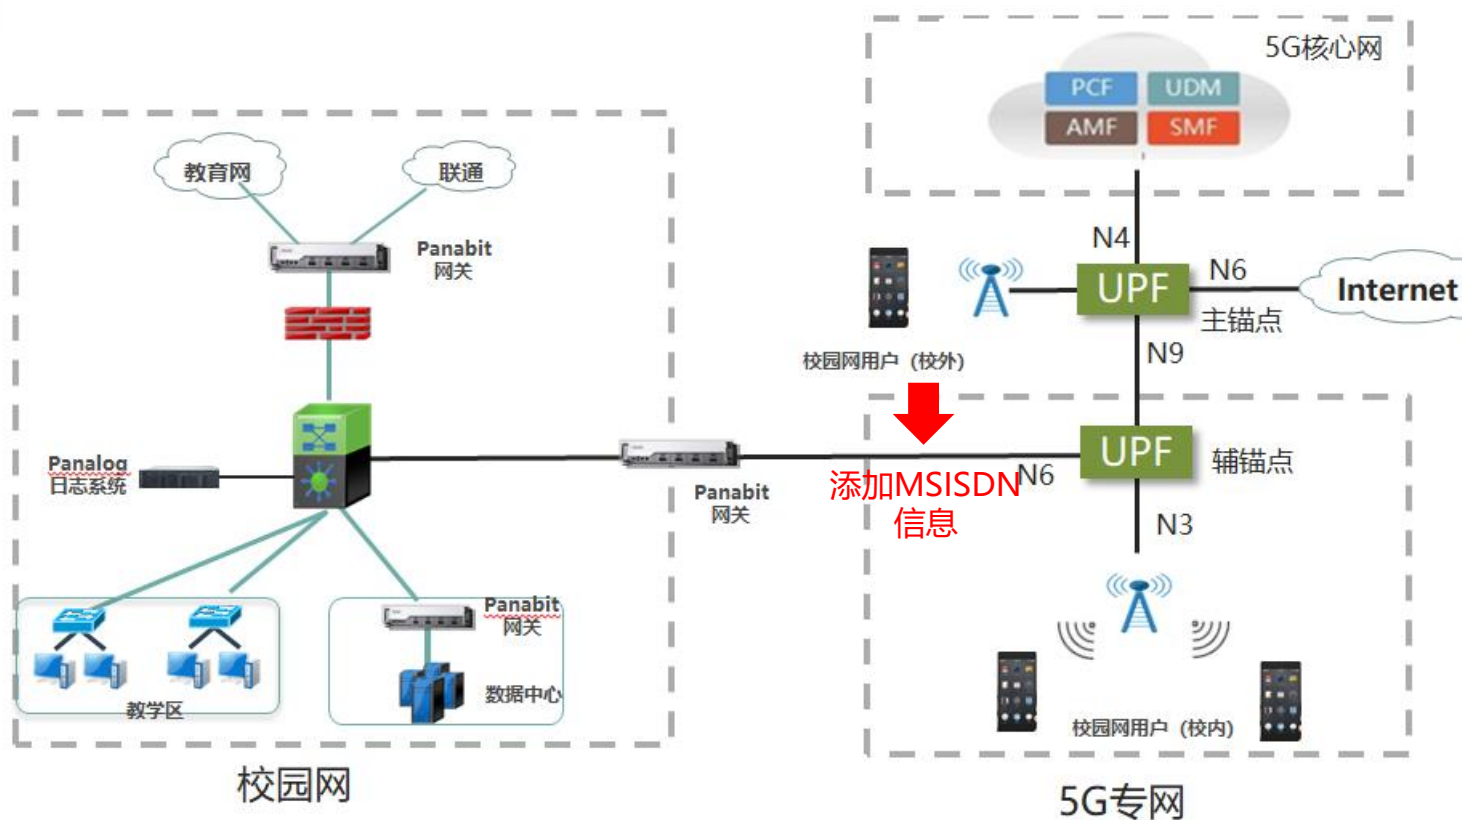 5G核心网
PCF
UDM
AMF
SMF
教育网
联通
Panabit
网关
N4
UPF
N6
Internet
主锚点
校园网用户（校外）
N9
Panalog
日志系统
Panabit
网关
添加MSISDN
信息
N6
UPF
辅锚点
N3
Panabit
网关
教学区
数据中心
校园网用户（校内）
校园网
5G专网